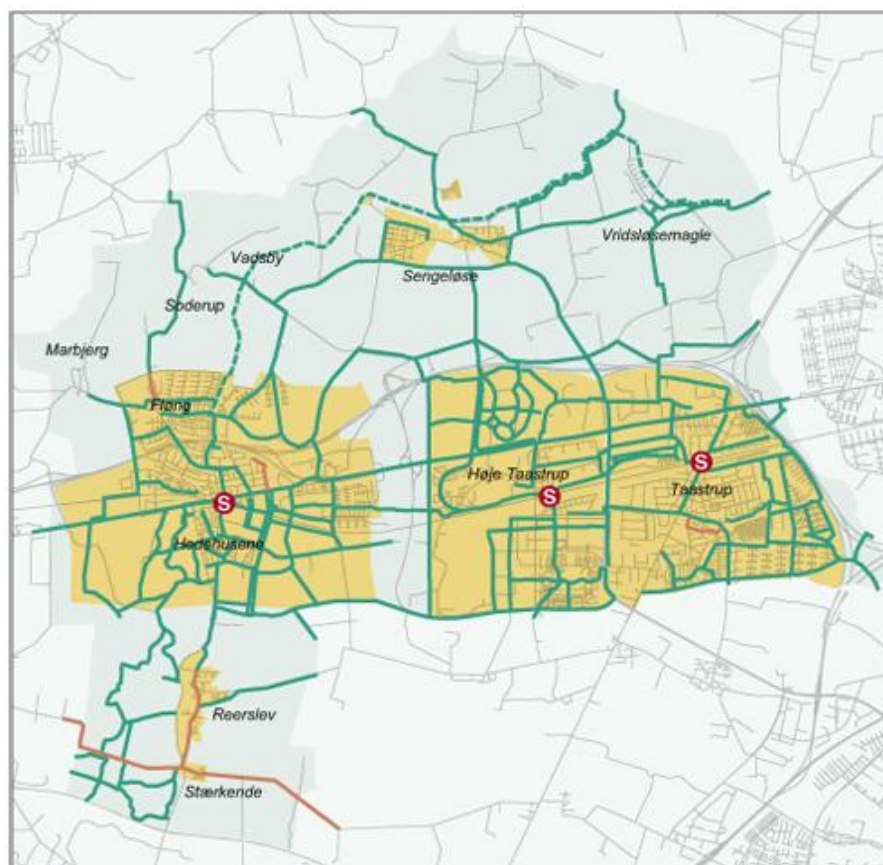 Vridsløsemagle
Vadsby
Sengeløse
Soderup
Marbjerg
Fløng
Høje Taastrup
S
Taastrup
S
S
Hedehusene
Reerslev
Stærkende